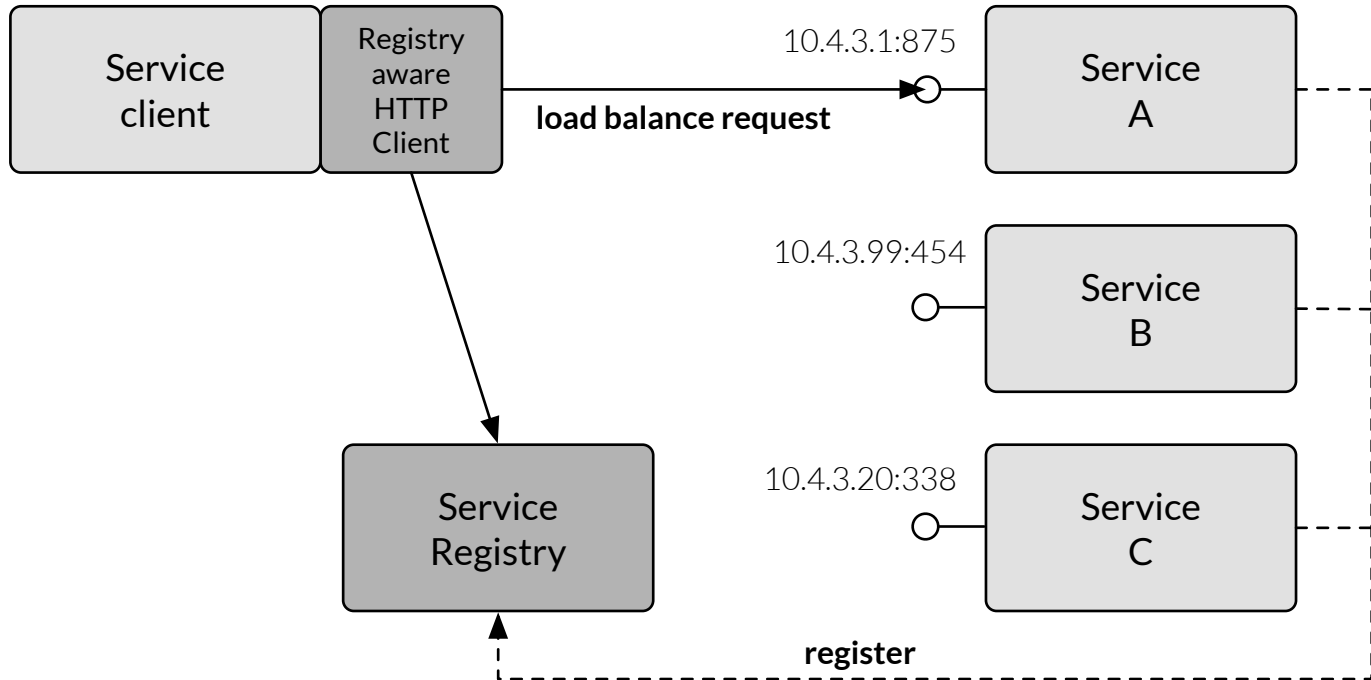 Service
client
Registry
aware
HTTP
Client
load balance request
10.4.3.1:875
Service
A
10.4.3.99:454
Service
B
10.4.3.20:338
Service
C
Service
Registry
register